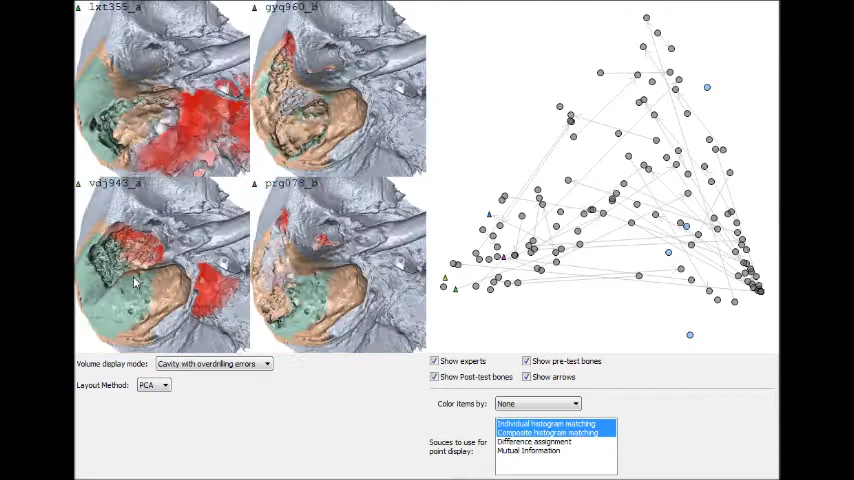 lxt355_a
gyq960_b
vdj943_a
prg073_b
Volume display mode: Cavity with overdrilling errors
Layout Method: PCA
Show experts
Show pre-test bones
Show Post-test bones
Show arrows
Color items by: None
Souces to use for
point display:
Individual histogram matching
Composite histogram matching
Difference assignment
Mutual Information